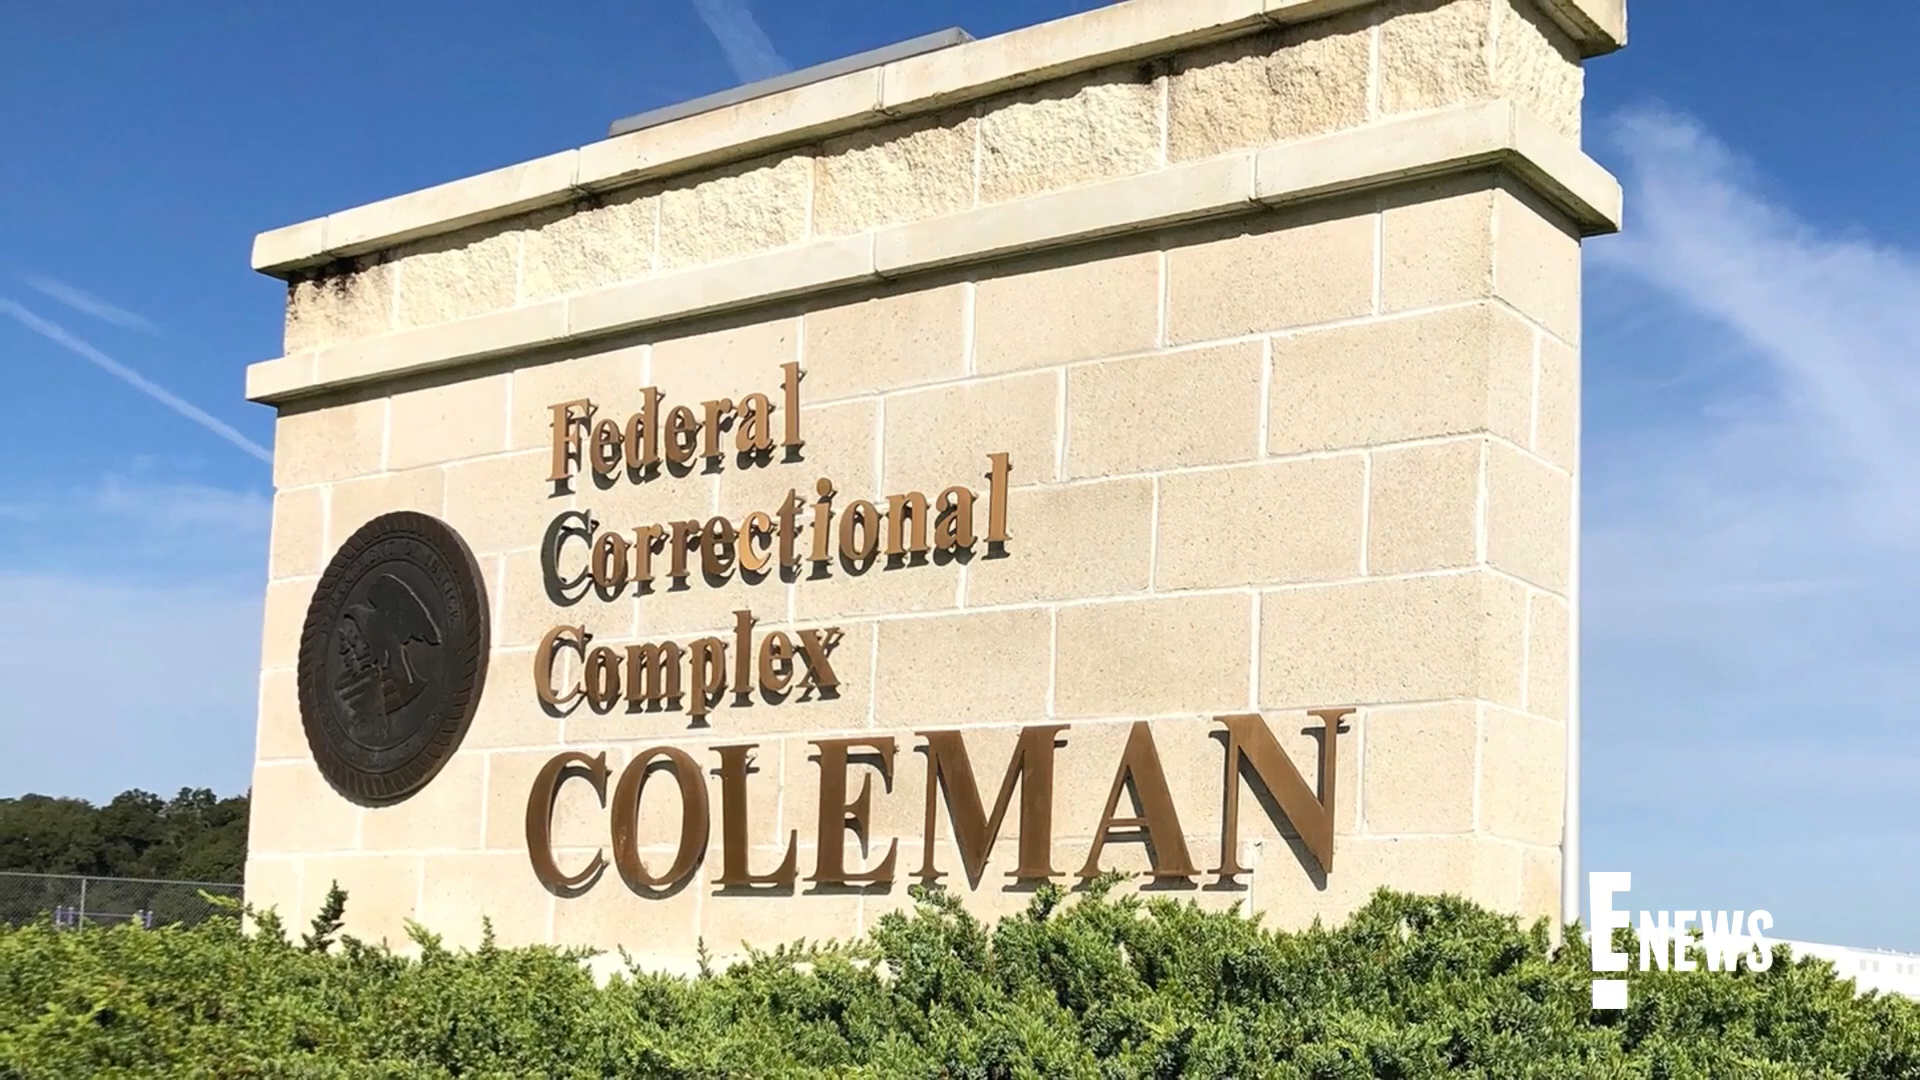 Federal
Correctional
Complex
COLEMAN
E! NEWS